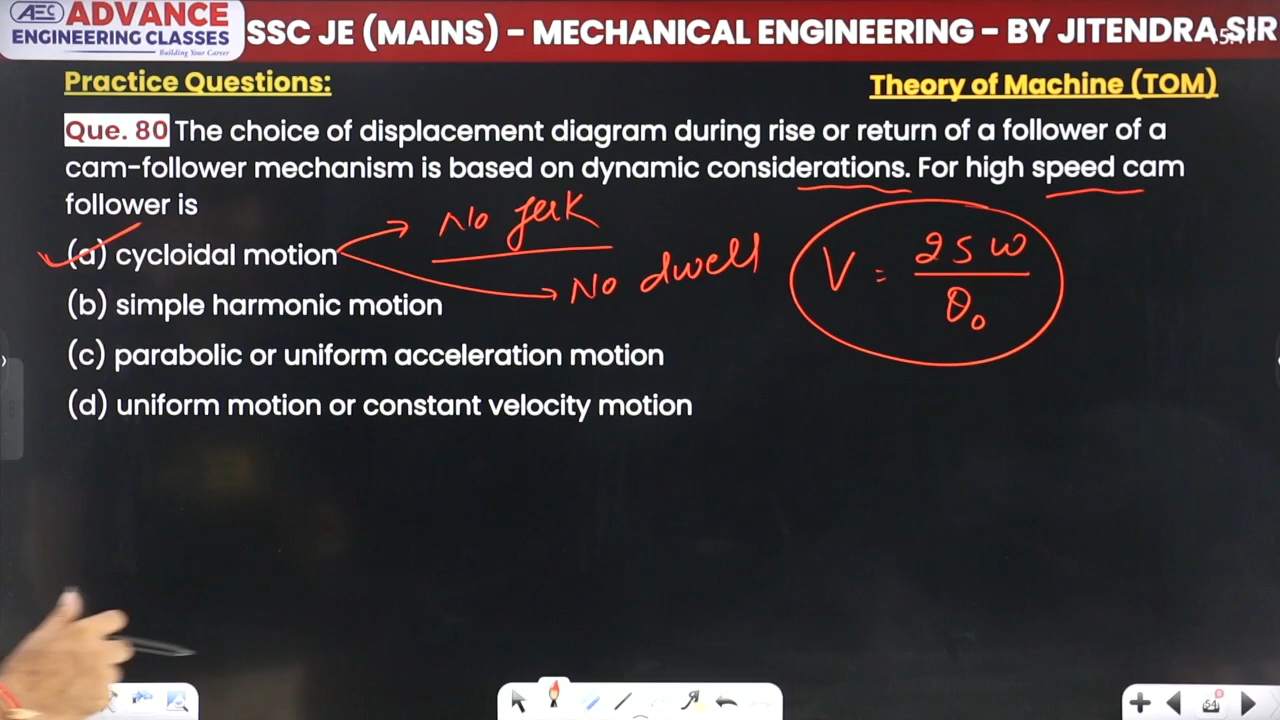 AEC ADVANCE
ENGINEERING CLASSES
Building Your Career
SSC JE (MAINS) – MECHANICAL ENGINEERING – BY JITENDRA SIR
Practice Questions:
Theory of Machine (TOM)
Que. 80 The choice of displacement diagram during rise or return of a follower of a
cam-follower mechanism is based on dynamic considerations. For high speed cam
follower is
(a) cycloidal motion
No jerk
No dwell
V = 2sω/θ₀
(b) simple harmonic motion
(c) parabolic or uniform acceleration motion
(d) uniform motion or constant velocity motion
54